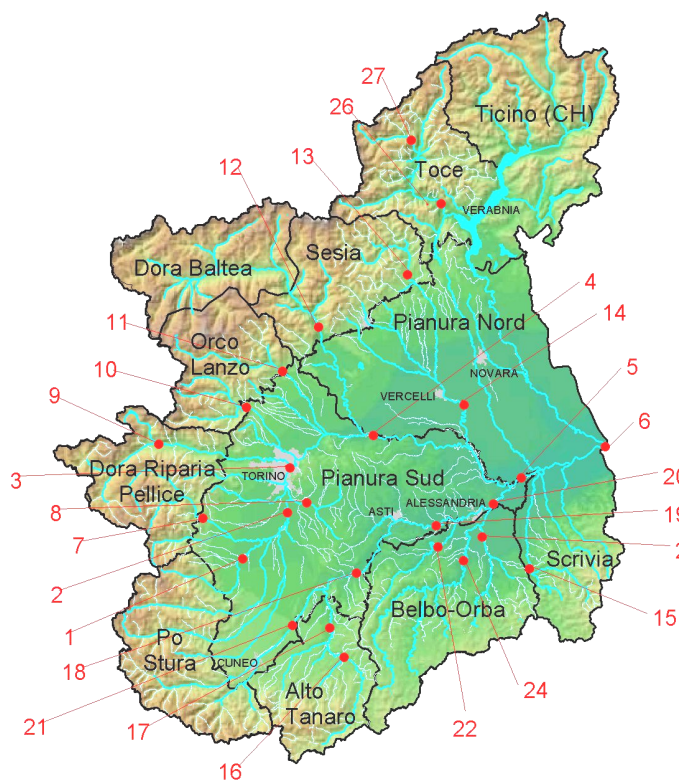 27
Ticino (CH)
26
Toce
12
13
VERABNIA
Sesia
Dora Baltea
4
Pianura Nord
14
11
Orco
Lanzo
NOVARA
10
VERCELLI
5
9
6
3
Dora Riparia
Pellice
TORINO
Pianura Sud
ALESSANDRIA
20
8
ASTI
19
7
2
Scrivia
2
Belbo-Orba
15
1
Po
Stura
18
CUNEO
24
21
Alto
Tanaro
17
22
16